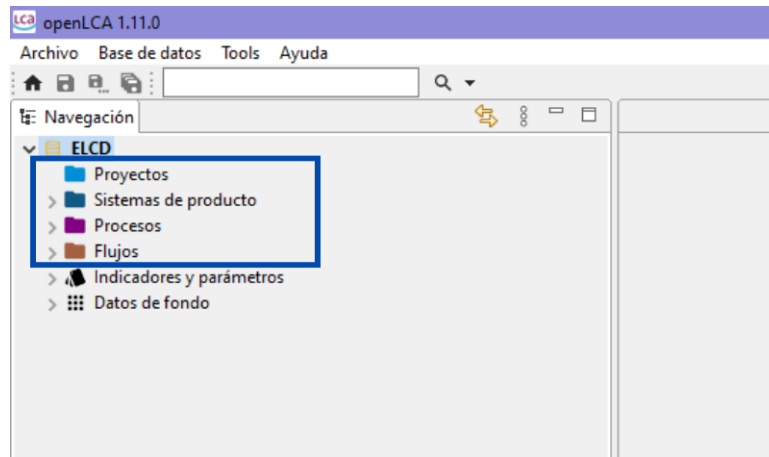 LCA openLCA 1.11.0
Archivo Base de datos Tools Ayuda
Navegación
ELCD
Proyectos
Sistemas de producto
Procesos
Flujos
Indicadores y parámetros
Datos de fondo